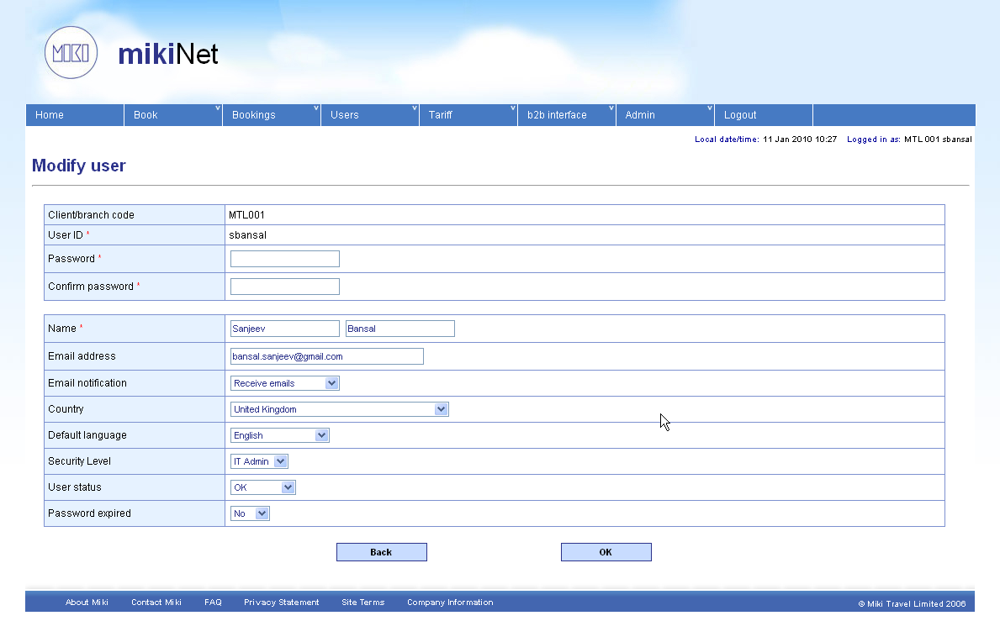 MIKI mikiNet
Home Book v Bookings v Users v Tariff v b2b interface v Admin v Logout
Local date/time: 11 Jan 2010 10:27 Logged in as: MTL 001 sbansal
Modify user
Client/branch code MTL001
User ID * sbansal
Password *
Confirm password *
Name * Sanjeev Bansal
Email address bansal.sanjeev@gmail.com
Email notification Receive emails
Country United Kingdom
Default language English
Security Level IT Admin
User status OK
Password expired No
Back OK
About Miki Contact Miki FAQ Privacy Statement Site Terms Company Information © Miki Travel Limited 2006